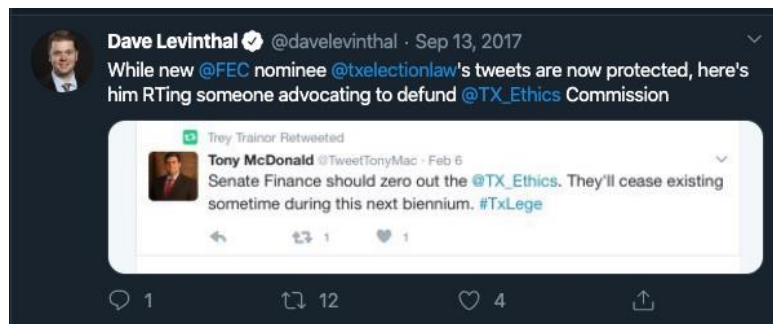 Dave Levinthal @davelevinthal · Sep 13, 2017
While new @FEC nominee @txelectionlaw's tweets are now protected, here's
him RTing someone advocating to defund @TX_Ethics Commission
Trey Trainor Retweeted
Tony McDonald @TweetTonyMac · Feb 6
Senate Finance should zero out the @TX_Ethics. They'll cease existing
sometime during this next biennium. #TxLege
1 1
1 12 4